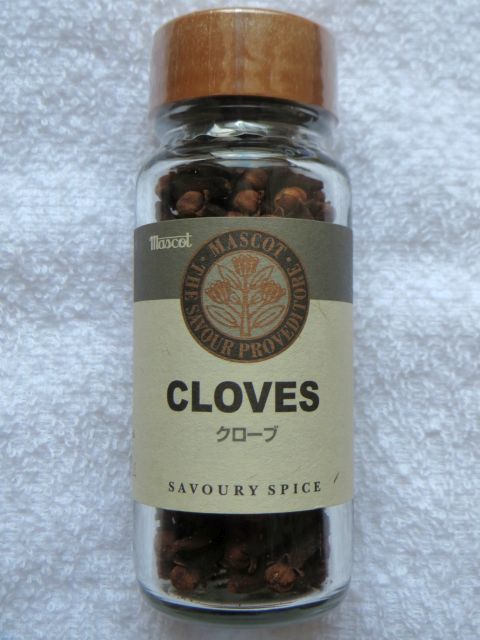 Mascot
· MASCOT ·
THE SAVOUR PROVEDITORE
CLOVES
クローブ
SAVOURY SPICE